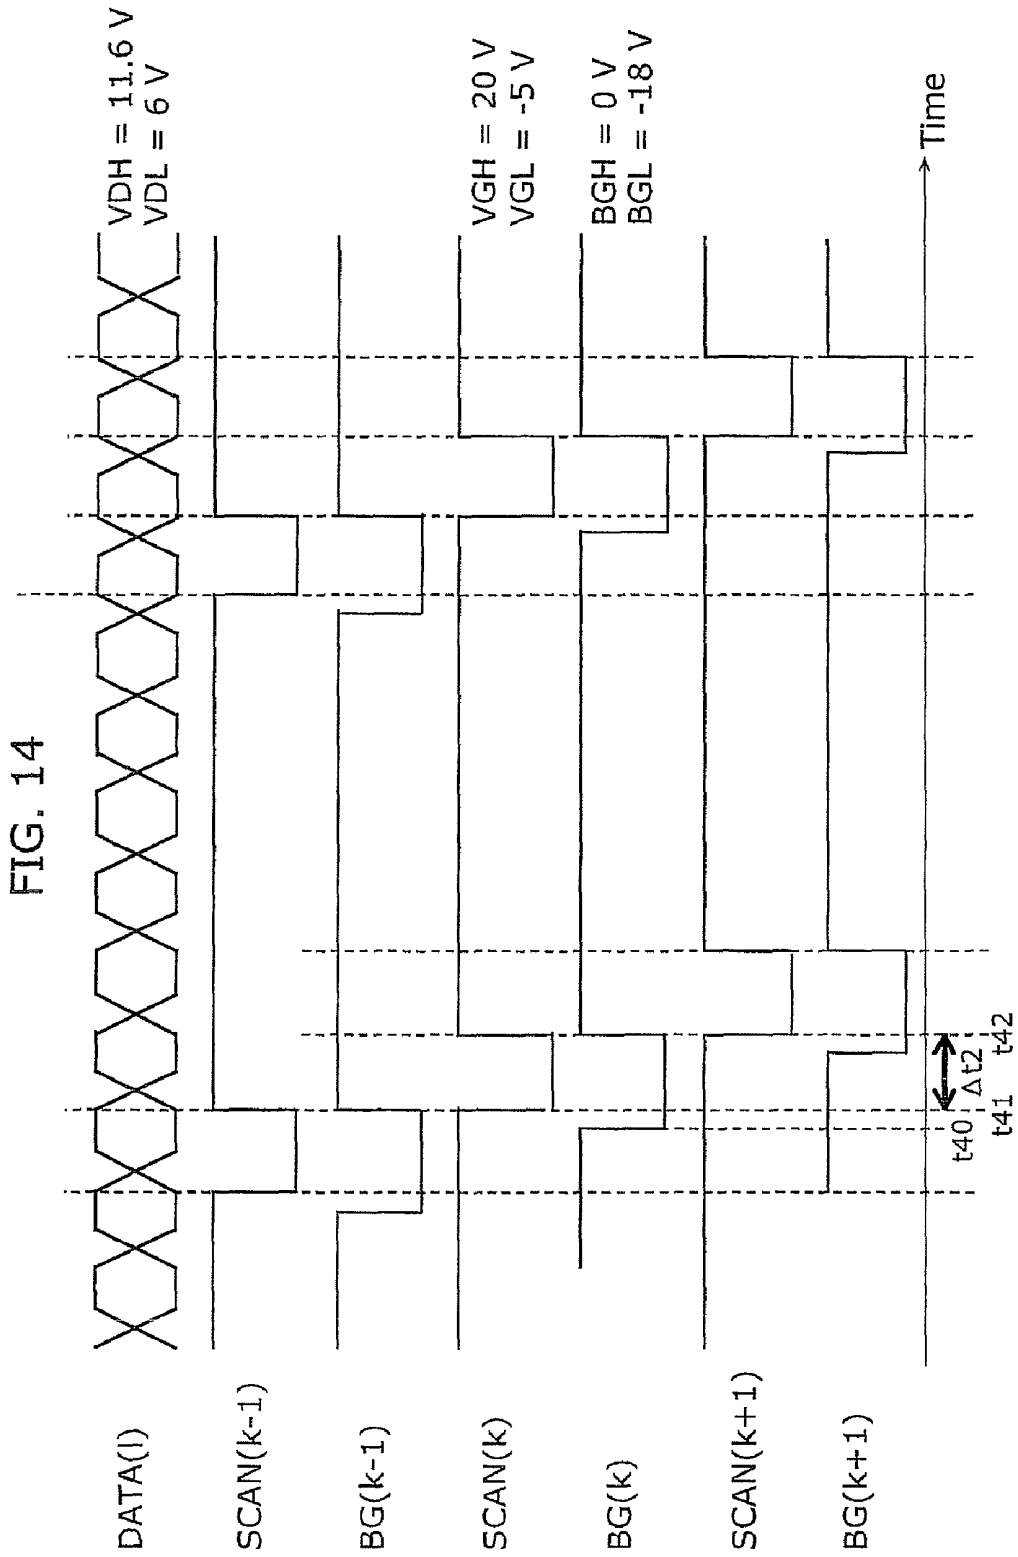 FIG. 14
DATA(l)
VDH = 11.6 V
VDL = 6 V
SCAN(k-1)
BG(k-1)
SCAN(k)
VGH = 20 V
VGL = -5 V
BG(k)
BGH = 0 V
BGL = -18 V
SCAN(k+1)
BG(k+1)
Time
t40
Δt2
t41
t42